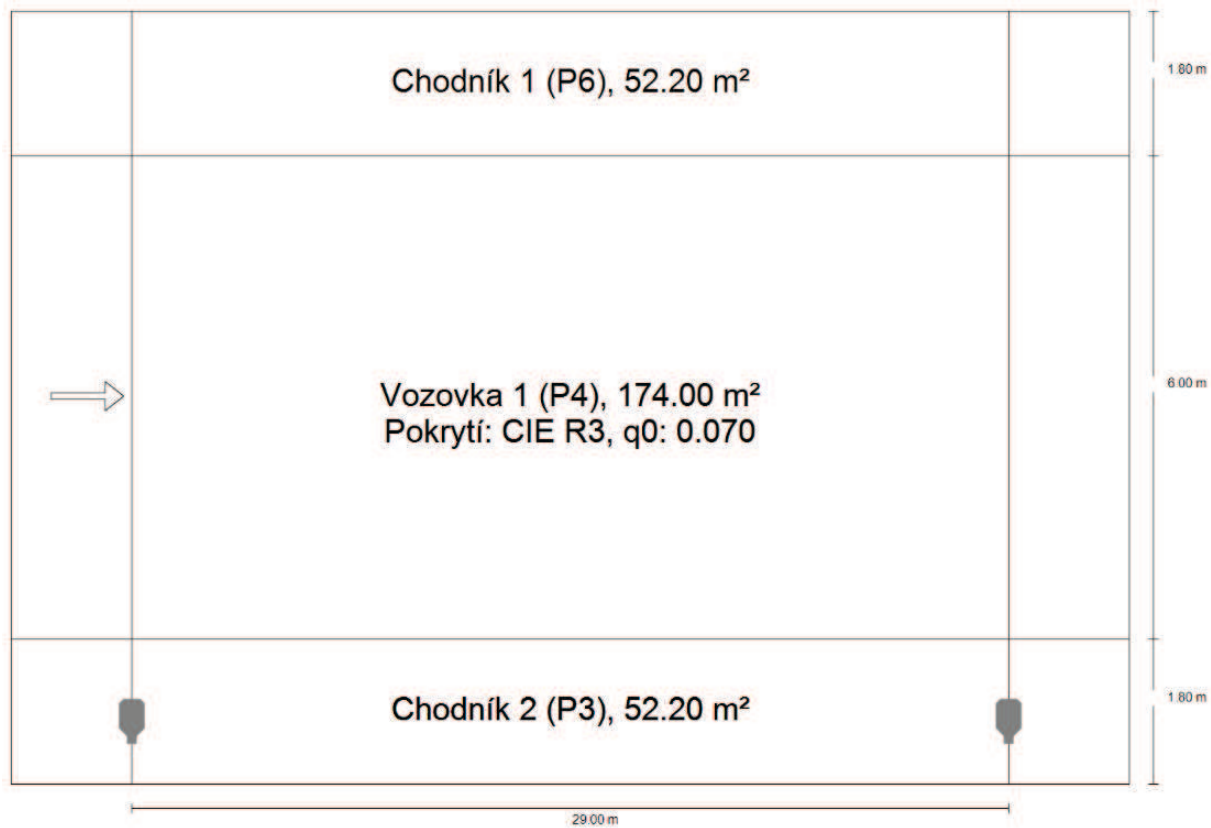 Chodník 1 (P6), 52.20 m²
1.80 m
Vozovka 1 (P4), 174.00 m²
Pokrytí: CIE R3, q0: 0.070
6.00 m
Chodník 2 (P3), 52.20 m²
1.80 m
29.00 m